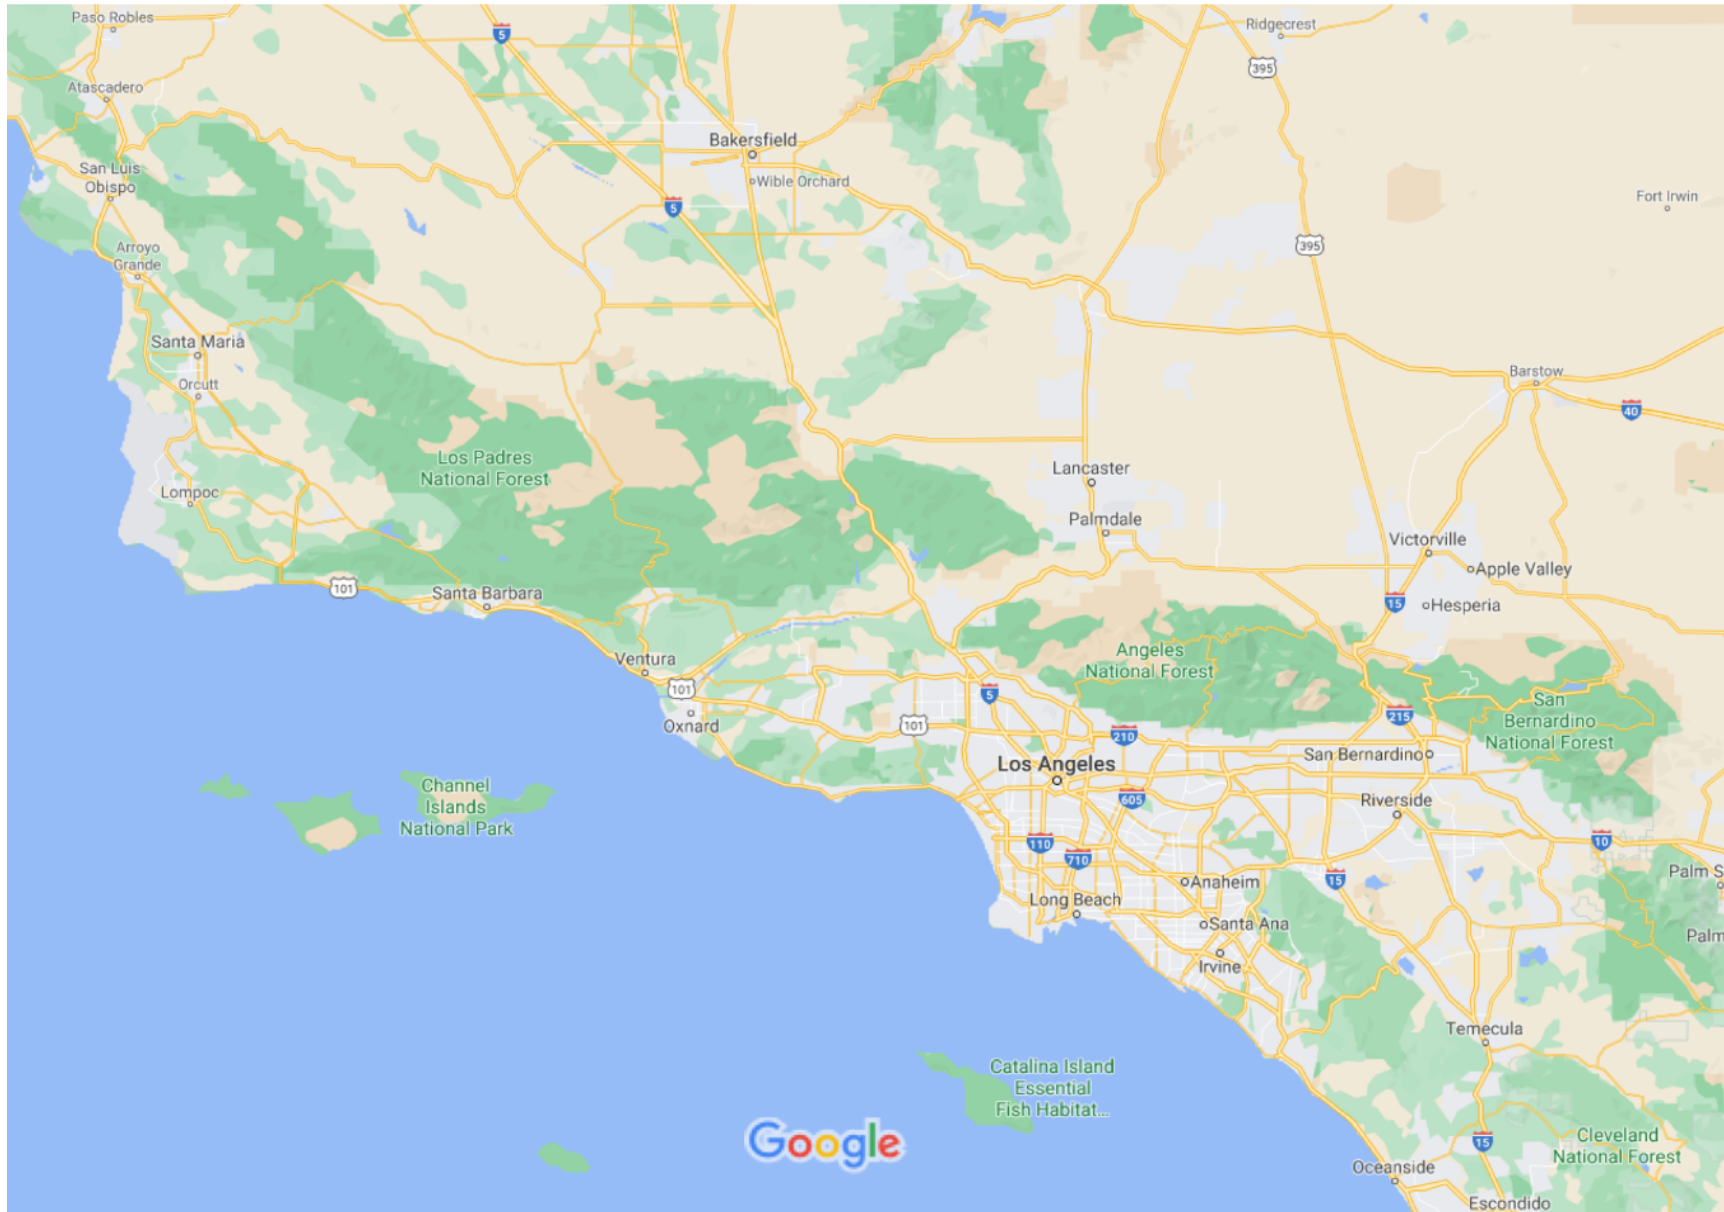 Paso Robles
5
Ridgecrest
395
Atascadero
Bakersfield
San Luis
Obispo
Wible Orchard
5
Fort Irwin
Arroyo
Grande
395
Santa Maria
Orcutt
Barstow
40
Los Padres
National Forest
Lancaster
Lompoc
Palmdale
Victorville
Apple Valley
101
Santa Barbara
15
Hesperia
Ventura
Angeles
National Forest
101
5
Oxnard
101
San
Bernardino
National Forest
215
210
San Bernardino
Los Angeles
Channel
Islands
National Park
605
Riverside
110
710
10
15
Palm S
Anaheim
Long Beach
Santa Ana
Palm
Irvine
Temecula
Catalina Island
Essential
Fish Habitat...
Google
15
Cleveland
National Forest
Oceanside
Escondido